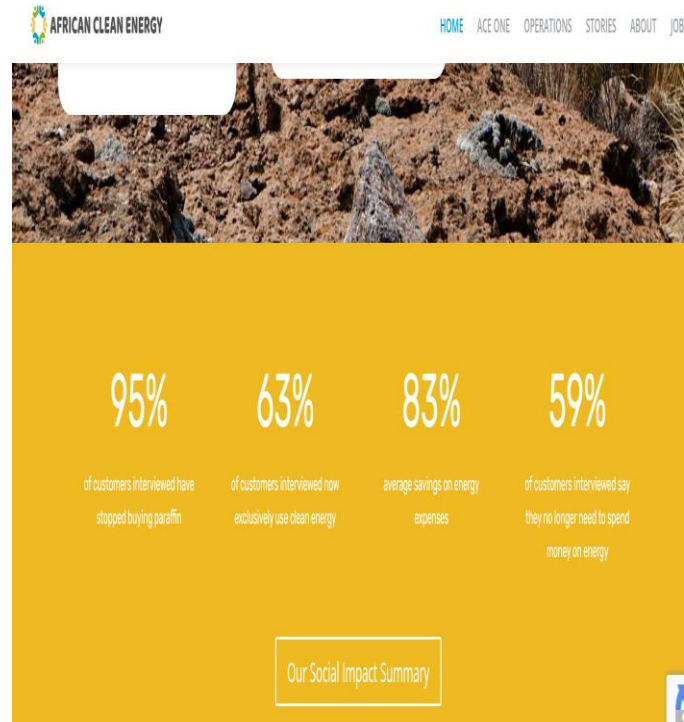 AFRICAN CLEAN ENERGY
HOME ACE ONE OPERATIONS STORIES ABOUT JOB
95%
of customers interviewed have
stopped buying paraffin
63%
of customers interviewed now
exclusively use clean energy
83%
average savings on energy
expenses
59%
of customers interviewed say
they no longer need to spend
money on energy
Our Social Impact Summary